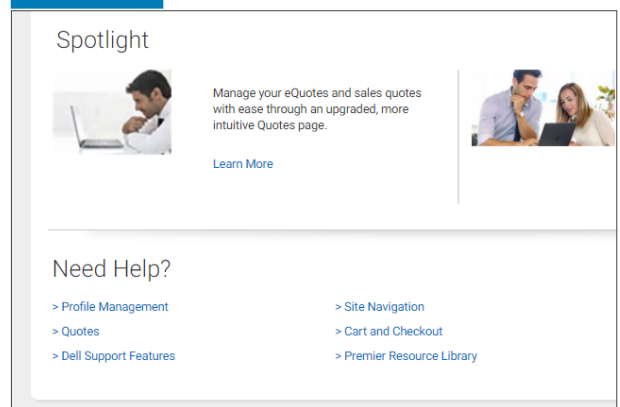 Spotlight
Manage your eQuotes and sales quotes
with ease through an upgraded, more
intuitive Quotes page.
Learn More
Need Help?
> Profile Management
> Site Navigation
> Quotes
> Cart and Checkout
> Dell Support Features
> Premier Resource Library